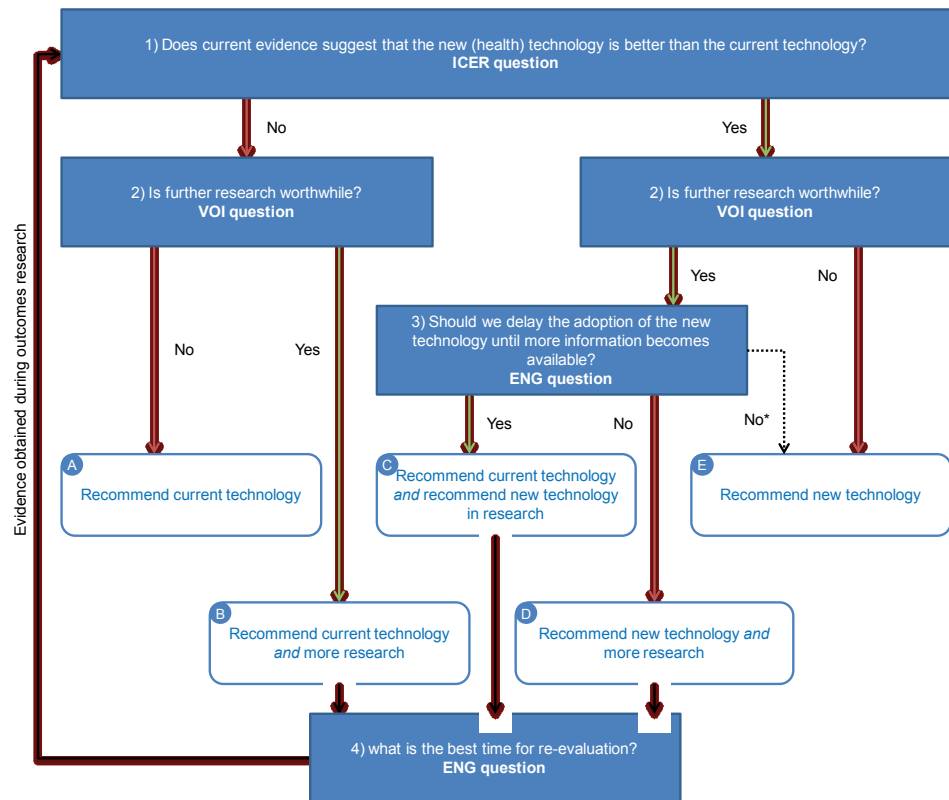 1) Does current evidence suggest that the new (health) technology is better than the current technology?
ICER question
No
Yes
2) Is further research worthwhile?
VOI question
2) Is further research worthwhile?
VOI question
Evidence obtained during outcomes research
Yes
No
3) Should we delay the adoption of the new
technology until more information becomes
available?
ENG question
No
Yes
Yes
No
No*
A
Recommend current technology
C
Recommend current technology
and recommend new technology
in research
E
Recommend new technology
B
Recommend current technology
and more research
D
Recommend new technology and
more research
4) what is the best time for re-evaluation?
ENG question